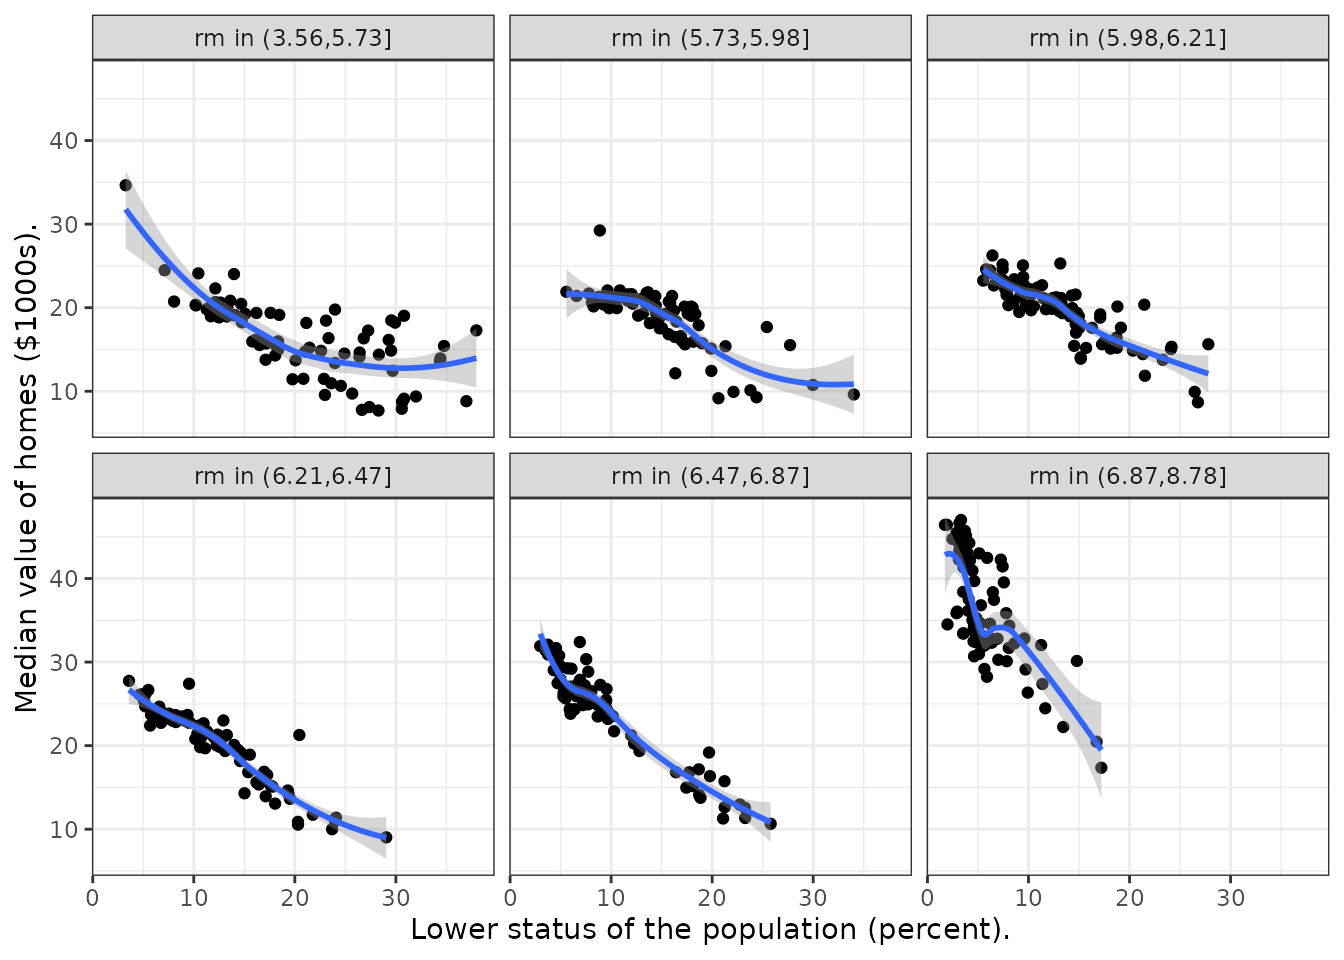 rm in (3.56,5.73]
rm in (5.73,5.98]
rm in (5.98,6.21]
40
30
20
10
rm in (6.21,6.47]
rm in (6.47,6.87]
rm in (6.87,8.78]
40
30
20
10
0 10 20 30
0 10 20 30
0 10 20 30
Lower status of the population (percent).
Median value of homes ($1000s).